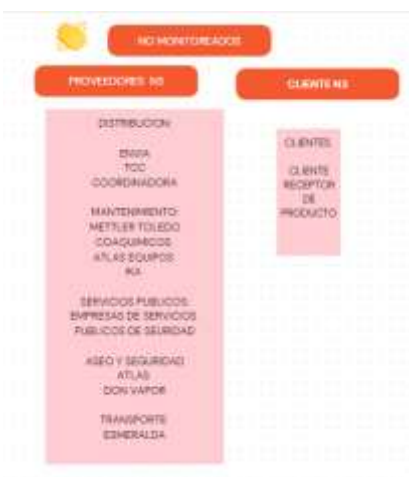 NO MONITOREADOS
PROVEEDORES N3
CLIENTE N3
DISTRIBUCION:
ENVIA
TCC
COORDINADORA
MANTENIMIENTO:
METTLER TOLEDO
COAQUIMICOS
ATLAS EQUIPOS
IKA
SERVICIOS PUBLICOS:
EMPRESAS DE SERVICIOS
PUBLICOS DE SEURIDAD
ASEO Y SEGURIDAD
ATLAS
DON VAPOR
TRANSPORTE:
ESMERALDA
CLIENTES:
CLIENTE
RECEPTOR
DE
PRODUCTO